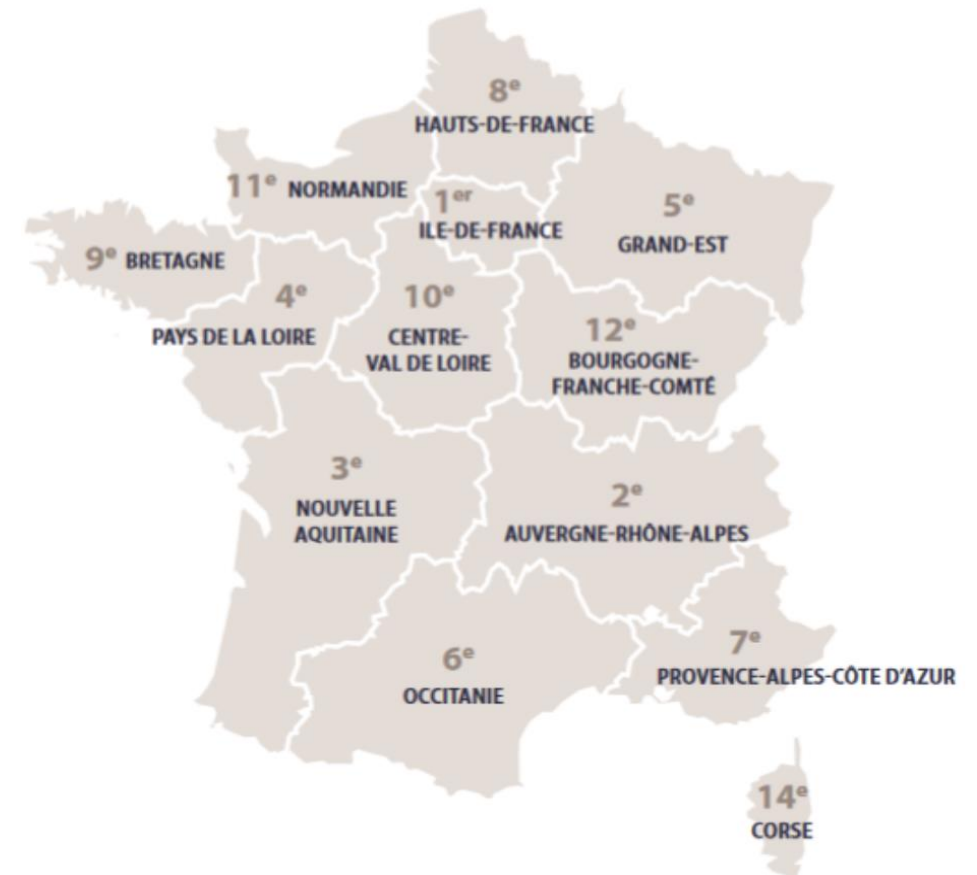 8e
HAUTS-DE-FRANCE
11e NORMANDIE
1er
ILE-DE-FRANCE
5e
GRAND-EST
9e BRETAGNE
4e
PAYS DE LA LOIRE
10e
CENTRE-
VAL DE LOIRE
12e
BOURGOGNE-
FRANCHE-COMTÉ
3e
NOUVELLE
AQUITAINE
2e
AUVERGNE-RHÔNE-ALPES
6e
OCCITANIE
7e
PROVENCE-ALPES-CÔTE D'AZUR
14e
CORSE